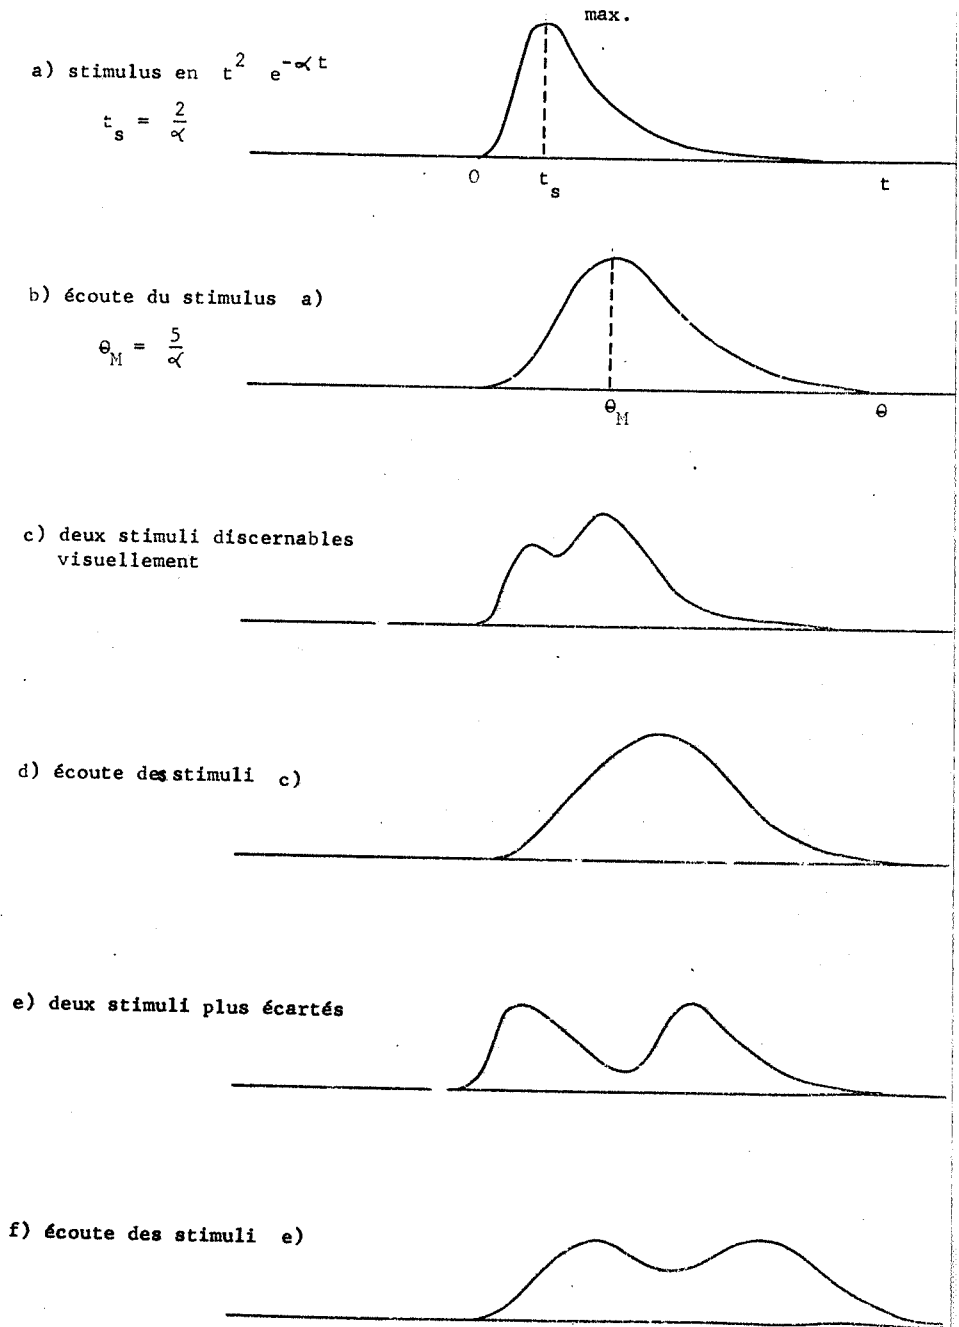 max.
a) stimulus en t² e^{-αt}
t_s = 2/α
0 t_s t
b) écoute du stimulus a)
θ_M = 5/α
θ_M θ
c) deux stimuli discernables
visuellement
d) écoute des stimuli c)
e) deux stimuli plus écartés
f) écoute des stimuli e)